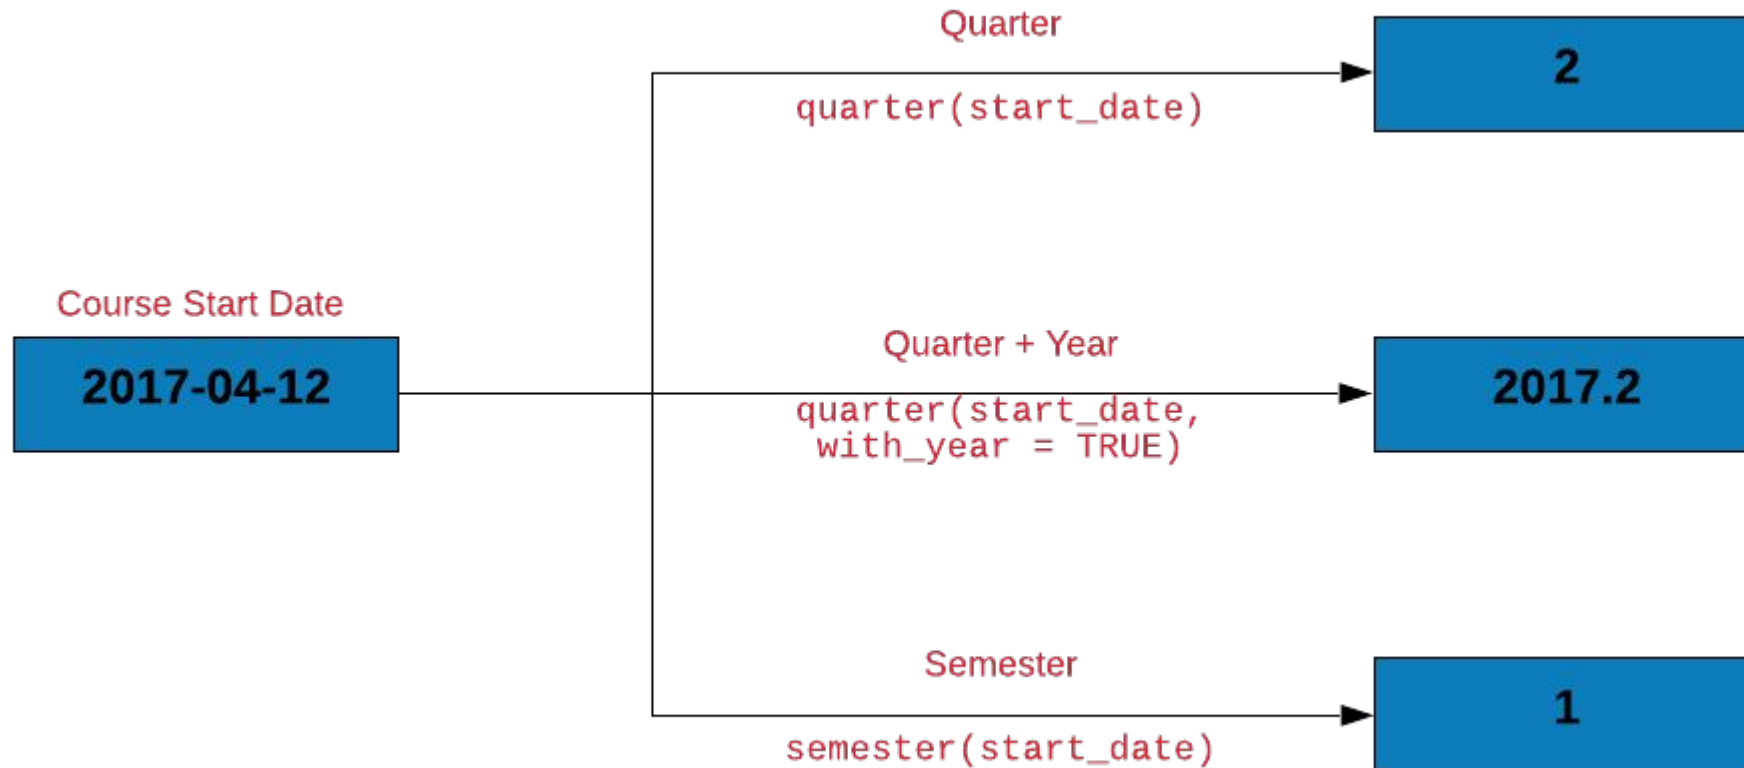 Quarter
2
quarter(start_date)
Course Start Date
2017-04-12
Quarter + Year
quarter(start_date,
with_year = TRUE)
2017.2
Semester
1
semester(start_date)